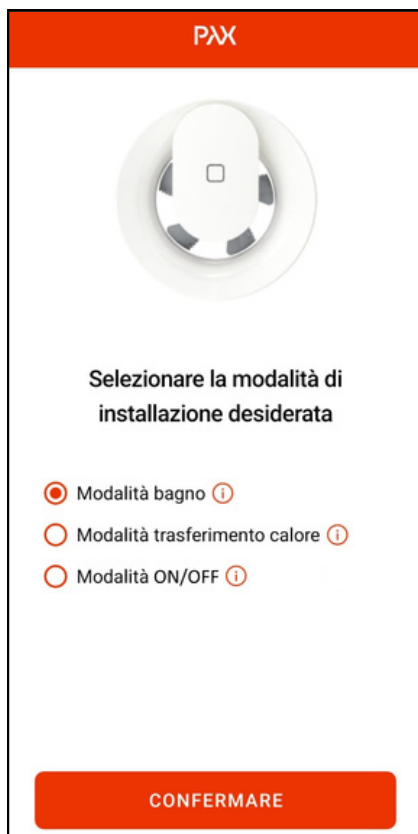 PAX
Selezionare la modalità di
installazione desiderata
Modalità bagno
Modalità trasferimento calore
Modalità ON/OFF
CONFERMARE